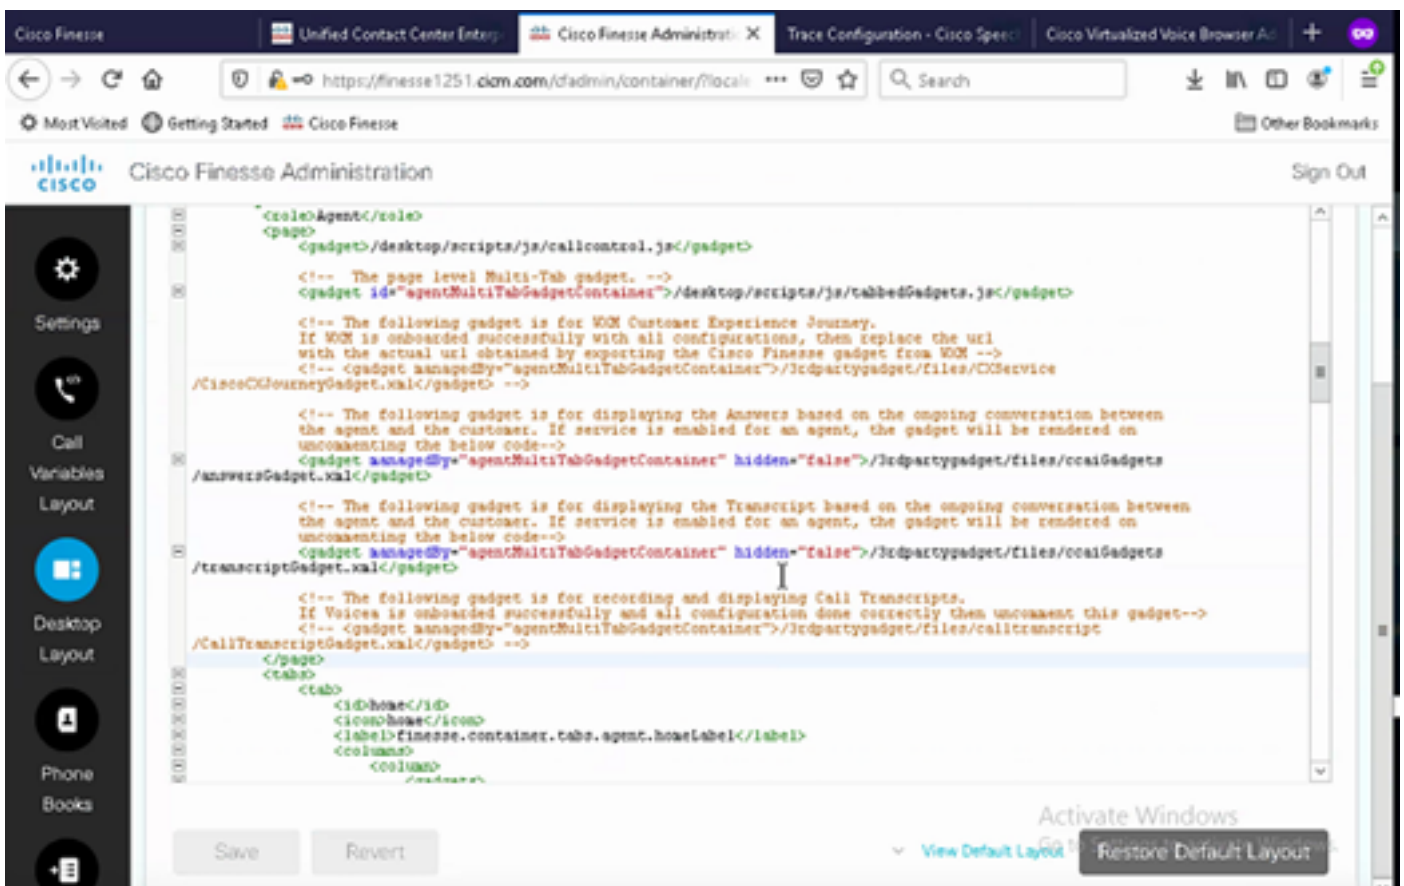 Cisco Finesse
Unified Contact Center Enterp
Cisco Finesse Administrati
Trace Configuration - Cisco Speec
Cisco Virtualized Voice Browser Ad
https://finesse1251.cicm.com/cfadmin/container/?locale
Search
Most Visited
Getting Started
Cisco Finesse
Other Bookmarks
CISCO
Cisco Finesse Administration
Sign Out
Settings
Call
Variables
Layout
Desktop
Layout
Phone
Books
<role>Agent</role>
<page>
<gadget>/desktop/scripts/js/callcontrol.js</gadget>
<!-- The page level Multi-Tab gadget. -->
<gadget id="agentMultiTabGadgetContainer">/desktop/scripts/js/tabbedGadgets.js</gadget>
<!-- The following gadget is for WXM Customer Experience Journey.
If WXM is onboarded successfully with all configurations, then replace the url
with the actual url obtained by exporting the Cisco Finesse gadget from WXM -->
<!-- <gadget managedBy="agentMultiTabGadgetContainer">/3rdpartygadget/files/CXService
/CiscoCXJourneyGadget.xml</gadget> -->
<!-- The following gadget is for displaying the Answers based on the ongoing conversation between
the agent and the customer. If service is enabled for an agent, the gadget will be rendered on
uncommenting the below code-->
<gadget managedBy="agentMultiTabGadgetContainer" hidden="false">/3rdpartygadget/files/ccaiGadgets
/answersGadget.xml</gadget>
<!-- The following gadget is for displaying the Transcript based on the ongoing conversation between
the agent and the customer. If service is enabled for an agent, the gadget will be rendered on
uncommenting the below code-->
<gadget managedBy="agentMultiTabGadgetContainer" hidden="false">/3rdpartygadget/files/ccaiGadgets
/transcriptGadget.xml</gadget>
<!-- The following gadget is for recording and displaying Call Transcripts.
If Voicea is onboarded successfully and all configuration done correctly then uncomment this gadget-->
<!-- <gadget managedBy="agentMultiTabGadgetContainer">/3rdpartygadget/files/calltranscript
/CallTranscriptGadget.xml</gadget> -->
</page>
<tabs>
<tab>
<id>home</id>
<icon>home</icon>
<label>finesse.container.tabs.agent.homeLabel</label>
<columns>
<column>
<gadgets>
Save
Revert
Activate Windows
View Default Layout
Restore Default Layout